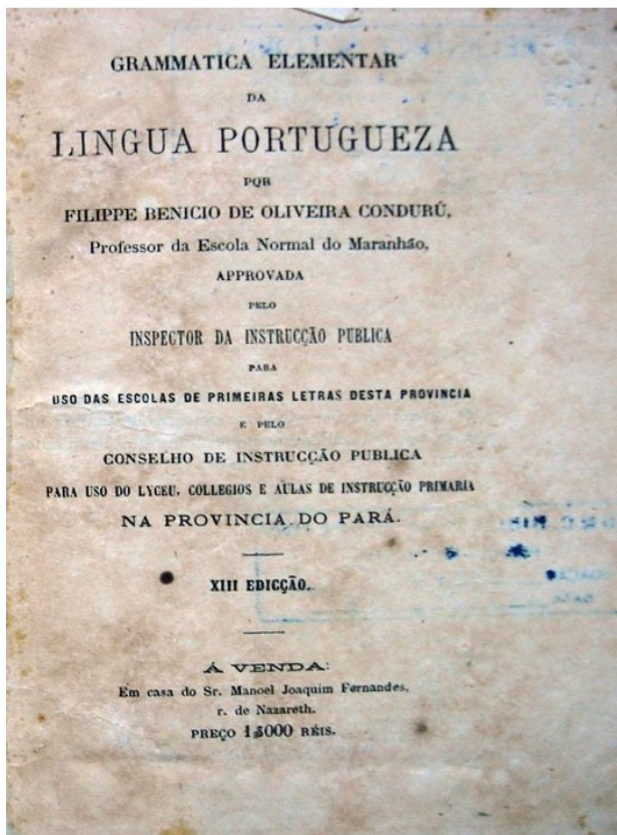 GRAMMATICA ELEMENTAR
DA
LINGUA PORTUGUEZA
POR
FILIPPE BENICIO DE OLIVEIRA CONDURÚ,
Professor da Escola Normal do Maranhão,
APPROVADA
PELO
INSPECTOR DA INSTRUCÇÃO PUBLICA
PARA
USO DAS ESCOLAS DE PRIMEIRAS LETRAS DESTA PROVINCIA
E PELO
CONSELHO DE INSTRUCÇÃO PUBLICA
PARA USO DO LYCEU, COLLEGIOS E AULAS DE INSTRUCÇÃO PRIMARIA
NA PROVINCIA DO PARÁ.
XIII EDICÇÃO.
Á VENDA:
Em casa do Sr. Manoel Joaquim Fernandes,
r. de Nazareth.
PREÇO 1$000 RÉIS.